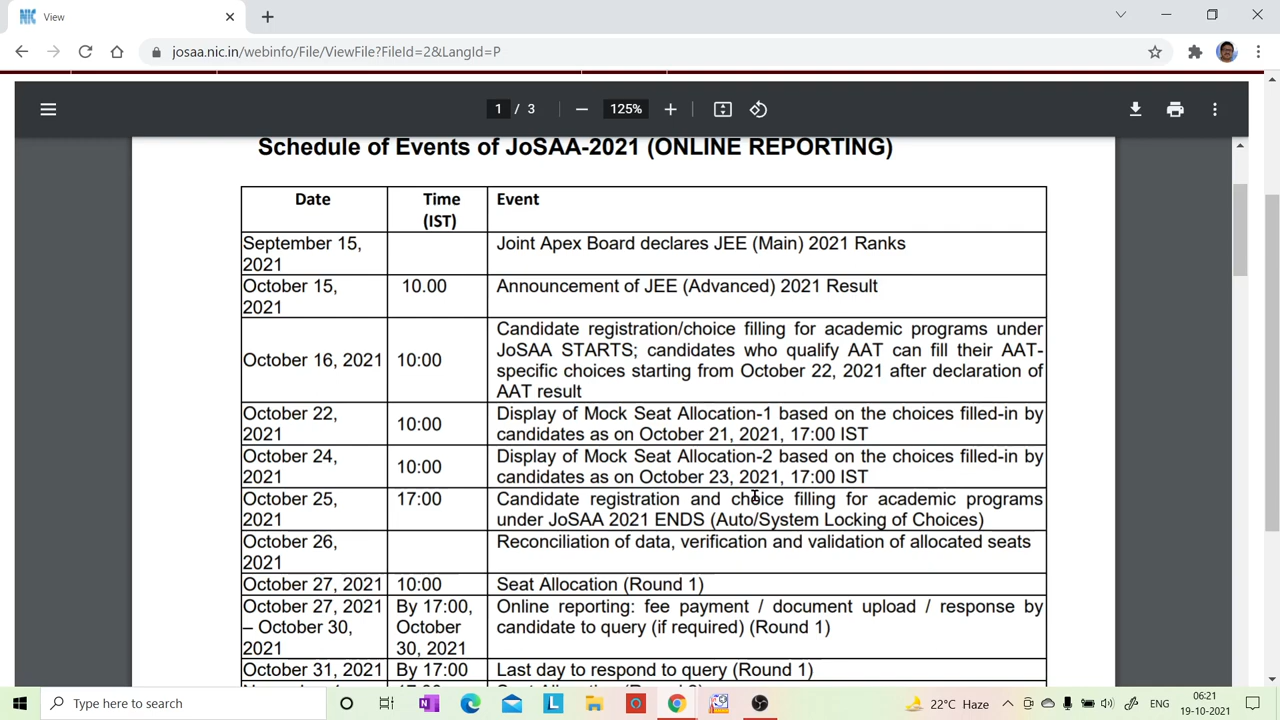 View
josaa.nic.in/webinfo/File/ViewFile?FileId=2&LangId=P
1 / 3
125%
Schedule of Events of JoSAA-2021 (ONLINE REPORTING)
Date Time (IST) Event
September 15, 2021 Joint Apex Board declares JEE (Main) 2021 Ranks
October 15, 2021 10.00 Announcement of JEE (Advanced) 2021 Result
October 16, 2021 10:00 Candidate registration/choice filling for academic programs under
JoSAA STARTS; candidates who qualify AAT can fill their AAT-
specific choices starting from October 22, 2021 after declaration of
AAT result
October 22, 2021 10:00 Display of Mock Seat Allocation-1 based on the choices filled-in by
candidates as on October 21, 2021, 17:00 IST
October 24, 2021 10:00 Display of Mock Seat Allocation-2 based on the choices filled-in by
candidates as on October 23, 2021, 17:00 IST
October 25, 2021 17:00 Candidate registration and choice filling for academic programs
under JoSAA 2021 ENDS (Auto/System Locking of Choices)
October 26, 2021 Reconciliation of data, verification and validation of allocated seats
October 27, 2021 10:00 Seat Allocation (Round 1)
October 27, 2021 By 17:00, Online reporting: fee payment / document upload / response by
– October 30, October candidate to query (if required) (Round 1)
2021 30, 2021
October 31, 2021 By 17:00 Last day to respond to query (Round 1)
Type here to search
22°C Haze
ENG
06:21
19-10-2021